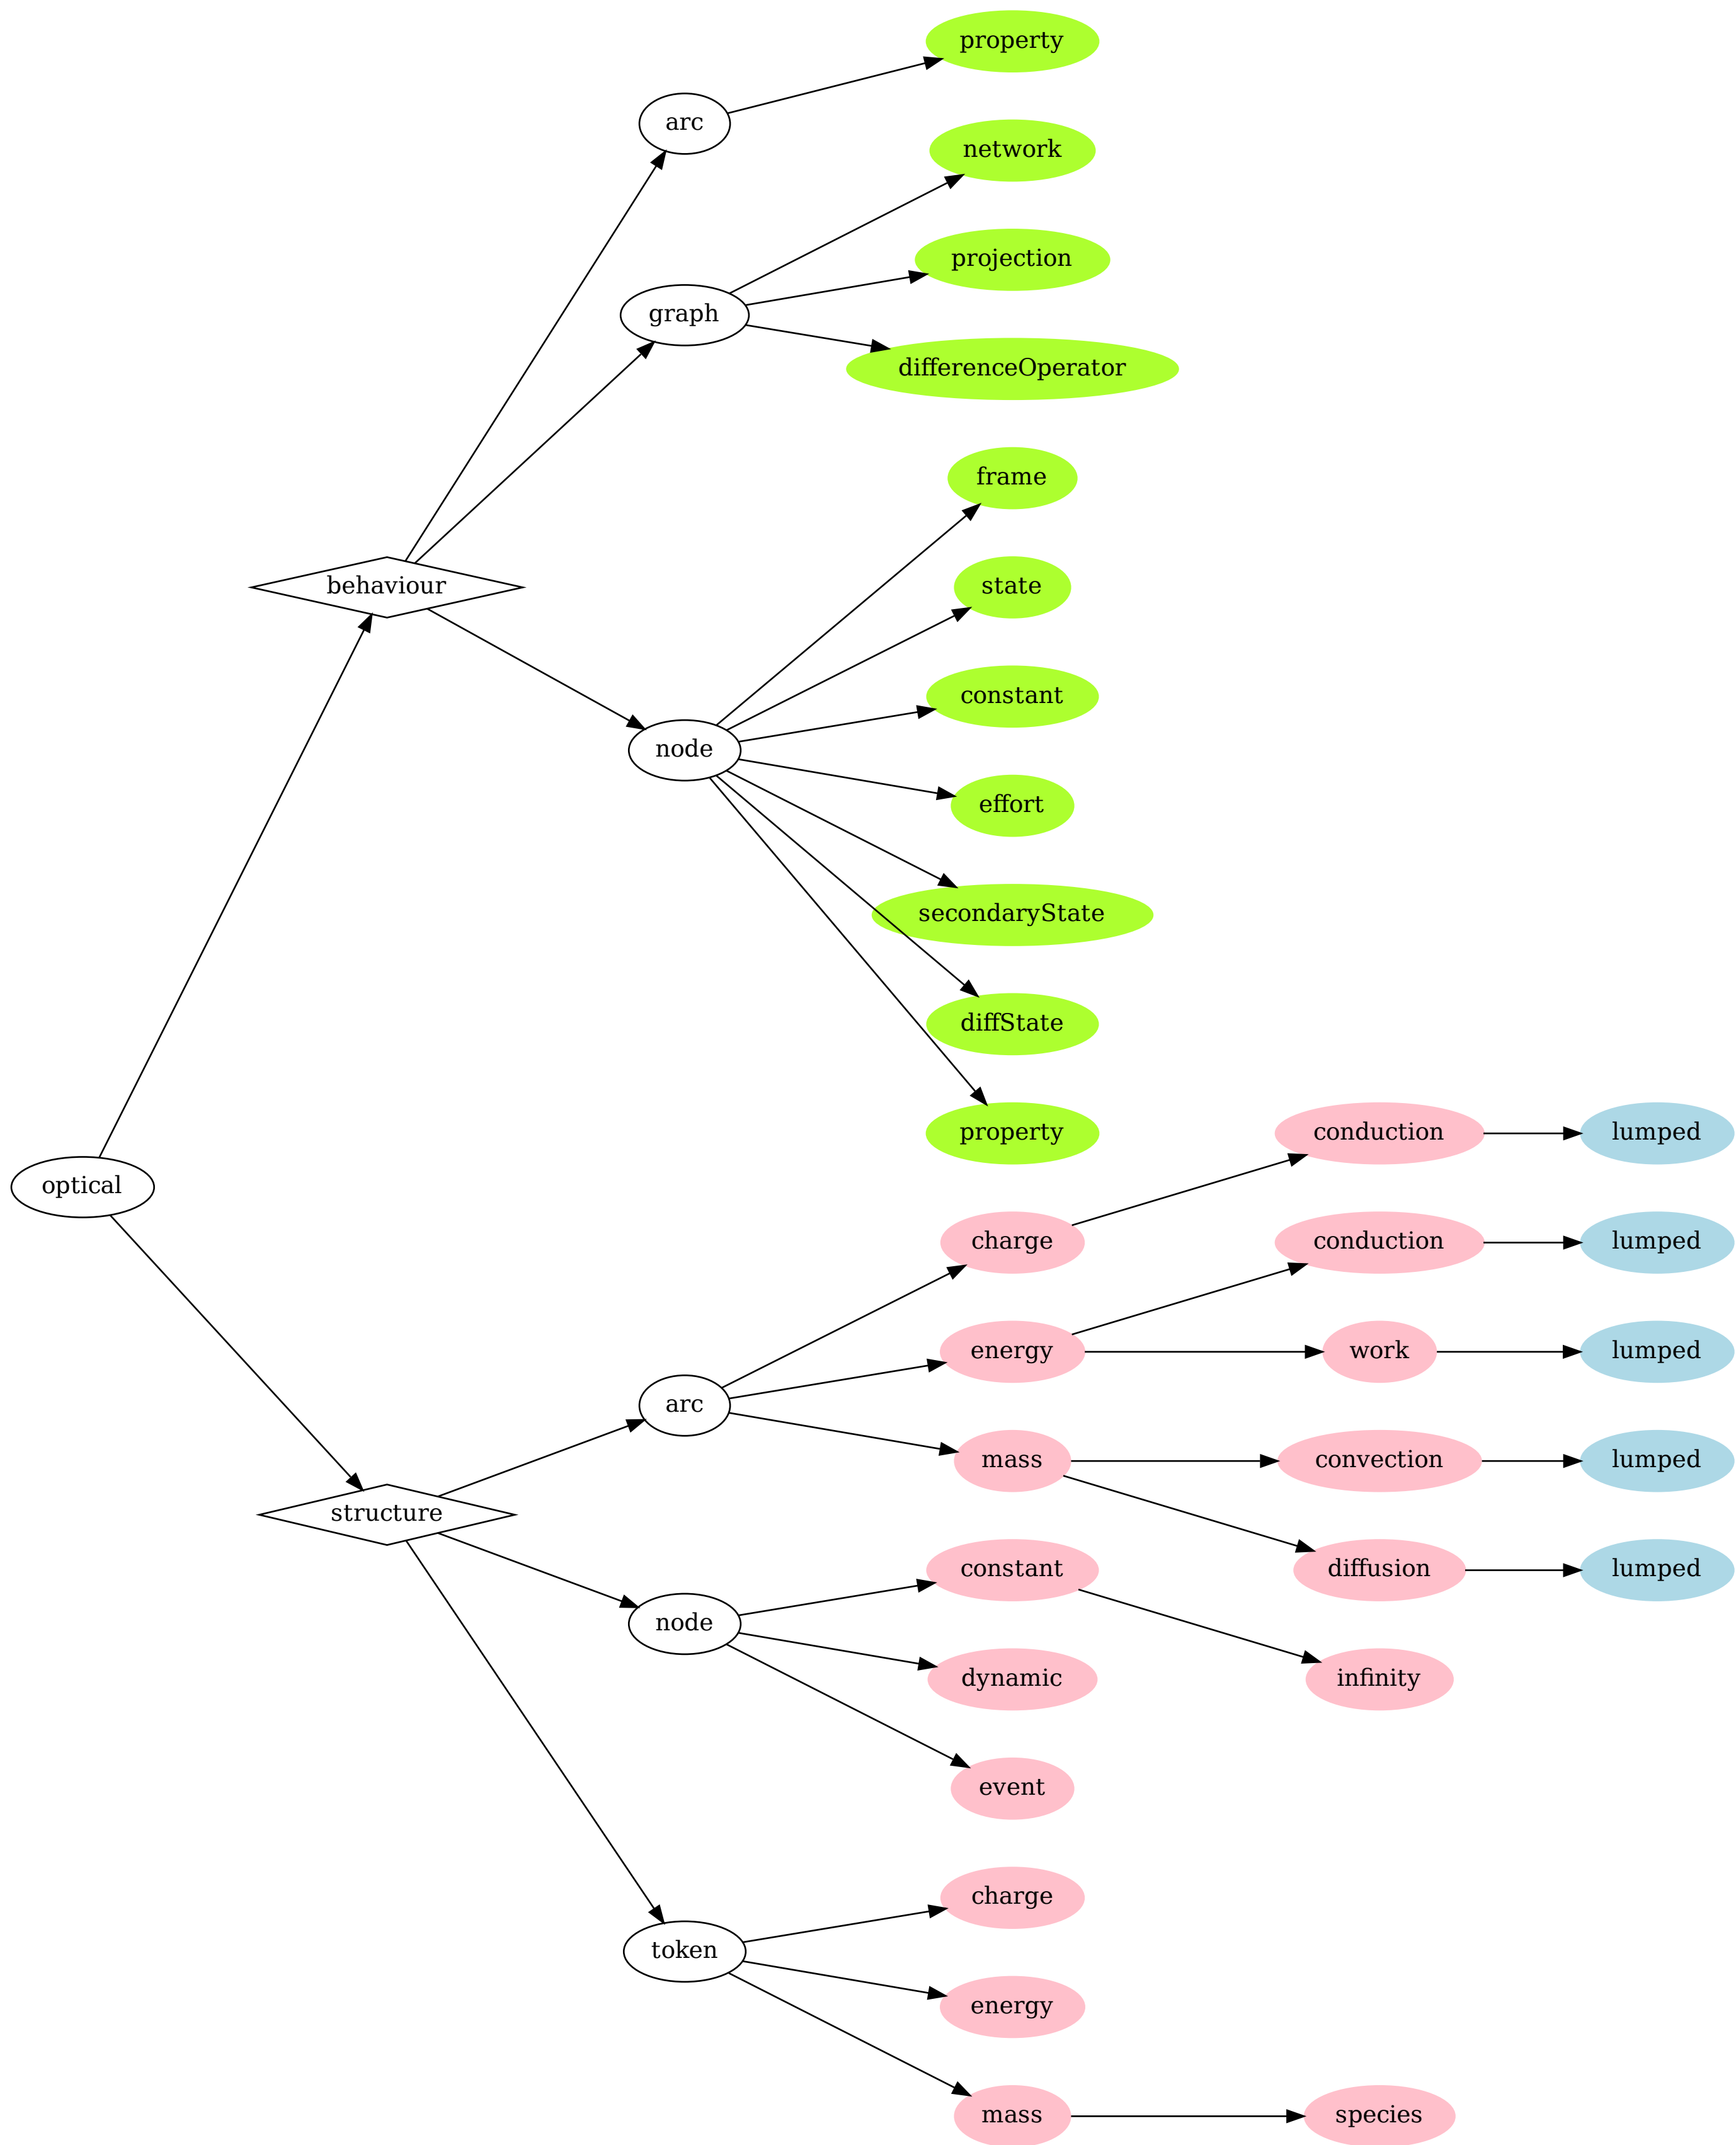 property
arc
network
projection
graph
differenceOperator
frame
behaviour
state
constant
node
effort
secondaryState
diffState
property
conduction
lumped
optical
charge
conduction
lumped
energy
work
lumped
arc
mass
convection
lumped
structure
constant
diffusion
lumped
node
dynamic
infinity
event
charge
token
energy
mass
species